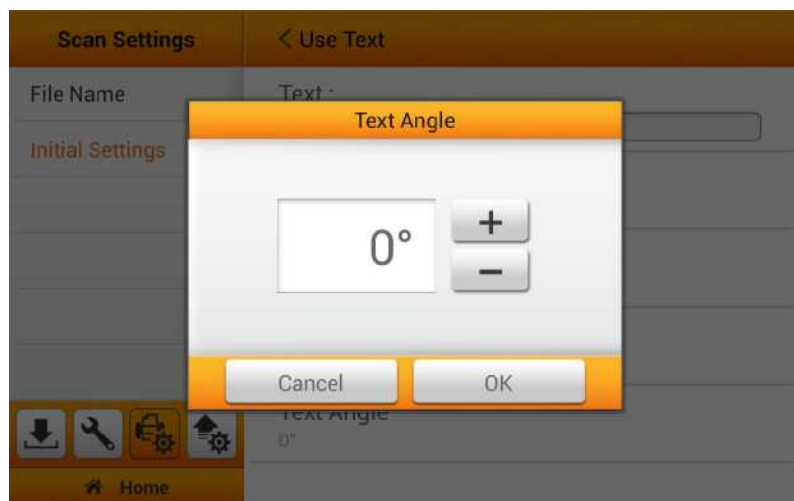 Scan Settings
< Use Text
File Name
Text :
Initial Settings
Text Angle
0°
+
−
Cancel
OK
Text Angle
0°
Home